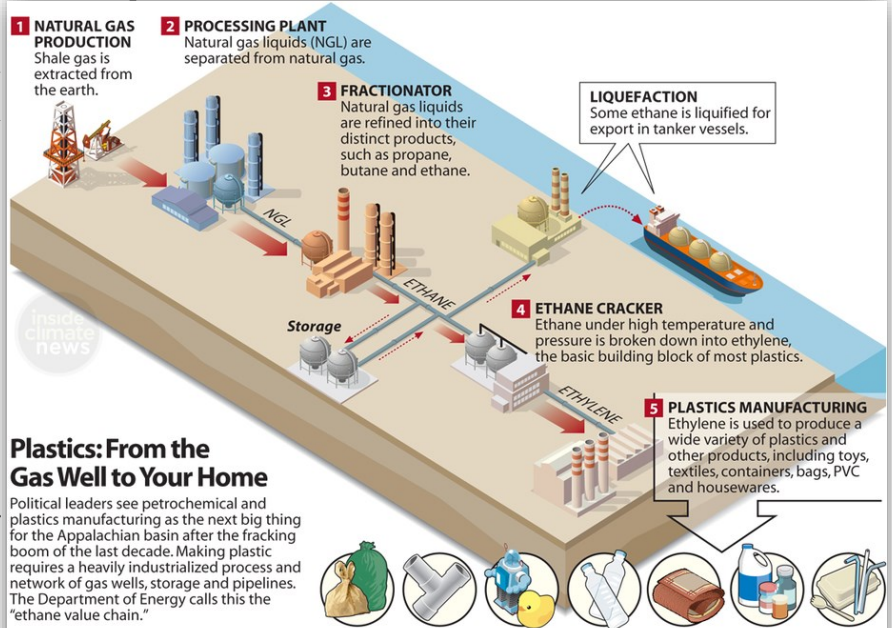 1 NATURAL GAS
PRODUCTION
Shale gas is
extracted from
the earth.
2 PROCESSING PLANT
Natural gas liquids (NGL) are
separated from natural gas.
3 FRACTIONATOR
Natural gas liquids
are refined into their
distinct products,
such as propane,
butane and ethane.
LIQUEFACTION
Some ethane is liquified for
export in tanker vessels.
NGL
ETHANE
Storage
4 ETHANE CRACKER
Ethane under high temperature and
pressure is broken down into ethylene,
the basic building block of most plastics.
ETHYLENE
5 PLASTICS MANUFACTURING
Ethylene is used to produce a
wide variety of plastics and
other products, including toys,
textiles, containers, bags, PVC
and housewares.
inside
climate
news
Plastics: From the
Gas Well to Your Home
Political leaders see petrochemical and
plastics manufacturing as the next big thing
for the Appalachian basin after the fracking
boom of the last decade. Making plastic
requires a heavily industrialized process and
network of gas wells, storage and pipelines.
The Department of Energy calls this the
“ethane value chain.”